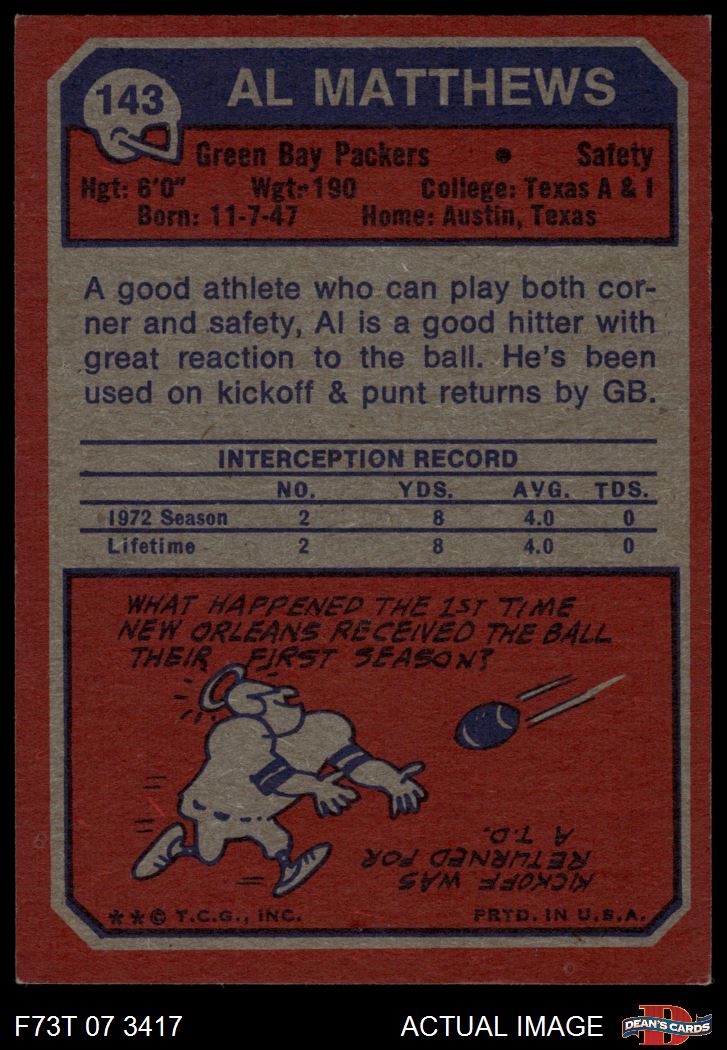 143
AL MATTHEWS
Green Bay Packers • Safety
Hgt: 6'0" Wgt: 190 College: Texas A & I
Born: 11-7-47 Home: Austin, Texas
A good athlete who can play both cor-
ner and safety, Al is a good hitter with
great reaction to the ball. He's been
used on kickoff & punt returns by GB.
INTERCEPTION RECORD
NO. YDS. AVG. TDS.
1972 Season 2 8 4.0 0
Lifetime 2 8 4.0 0
WHAT HAPPENED THE 1ST TIME
NEW ORLEANS RECEIVED THE BALL
THEIR FIRST SEASON?
KICKOFF WAS
RETURNED FOR
A T.D.
**© T.C.G., INC. PRTD. IN U.S.A.
F73T 07 3417 ACTUAL IMAGE
D
DEAN'S CARDS